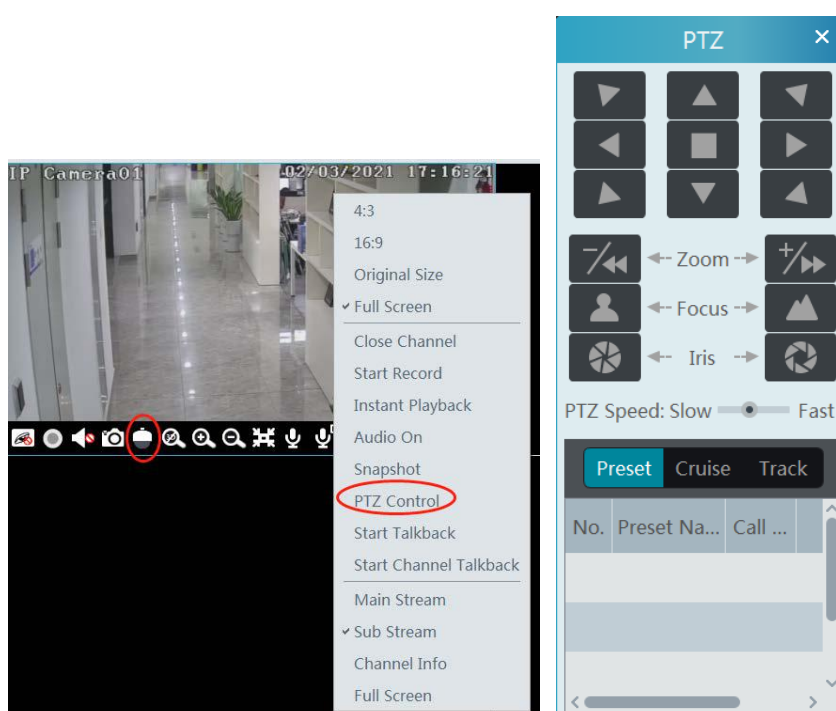 IP Camera01 02/03/2021 17:16:21
4:3
16:9
Original Size
Full Screen
Close Channel
Start Record
Instant Playback
Audio On
Snapshot
PTZ Control
Start Talkback
Start Channel Talkback
Main Stream
Sub Stream
Channel Info
Full Screen
PTZ
Zoom
Focus
Iris
PTZ Speed: Slow Fast
Preset Cruise Track
No. Preset Na... Call ...